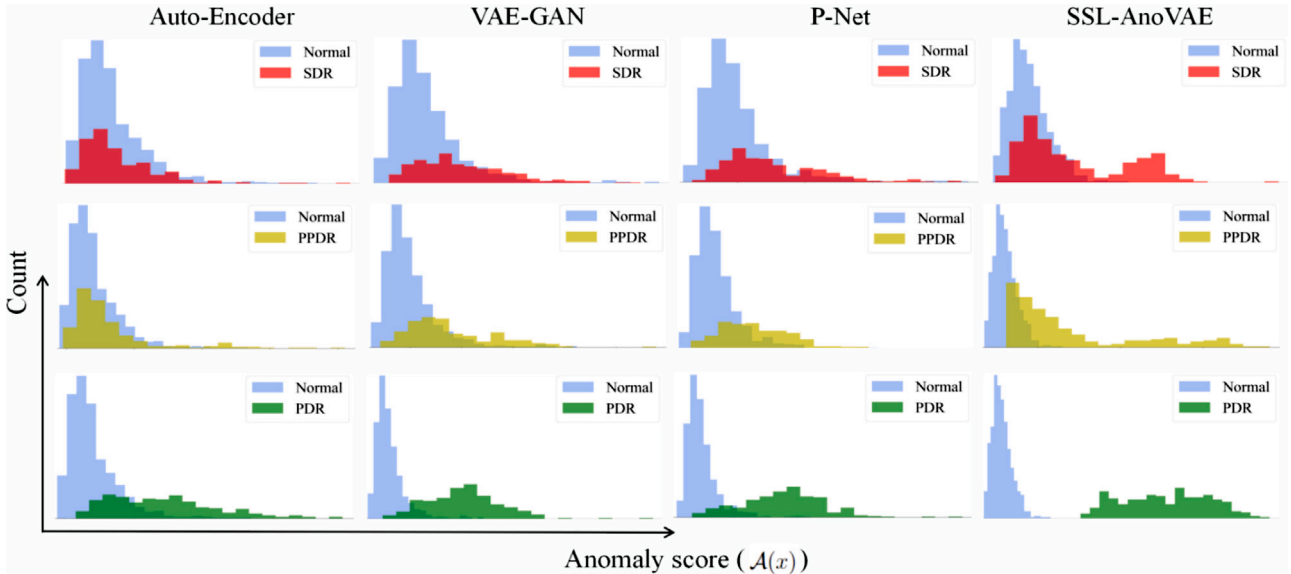 Auto-Encoder VAE-GAN P-Net SSL-AnoVAE
Normal Normal Normal Normal
SDR SDR SDR SDR
Normal Normal Normal Normal
PPDR PPDR PPDR PPDR
Count
Normal Normal Normal Normal
PDR PDR PDR PDR
Anomaly score ( 𝒜(x) )